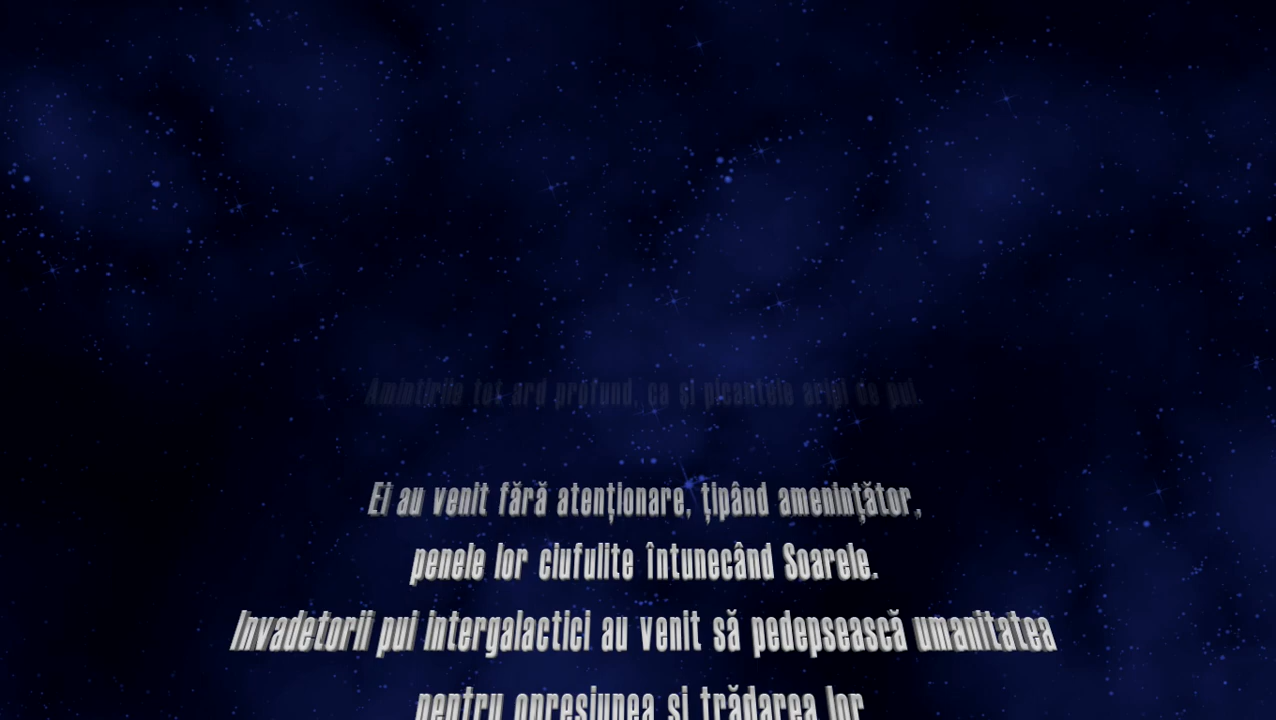 Amintirile tot ard profund, ca și picantele aripi de pui.
Ei au venit fără atenționare, țipând amenințător,
penele lor ciufulite întunecând Soarele.
Invadetorii pui intergalactici au venit să pedepsească umanitatea
pentru opresiunea și trădarea lor